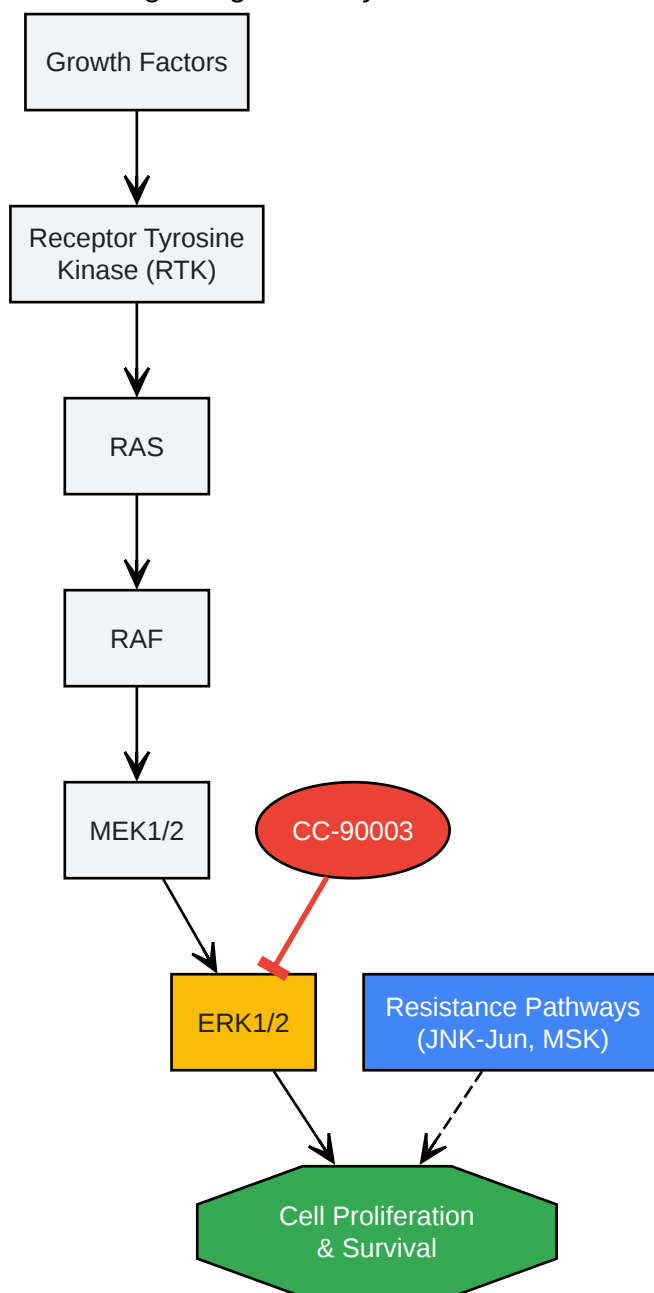 Growth Factors
Receptor Tyrosine
Kinase (RTK)
RAS
RAF
MEK1/2
CC-90003
ERK1/2
Resistance Pathways
(JNK-Jun, MSK)
Cell Proliferation
& Survival